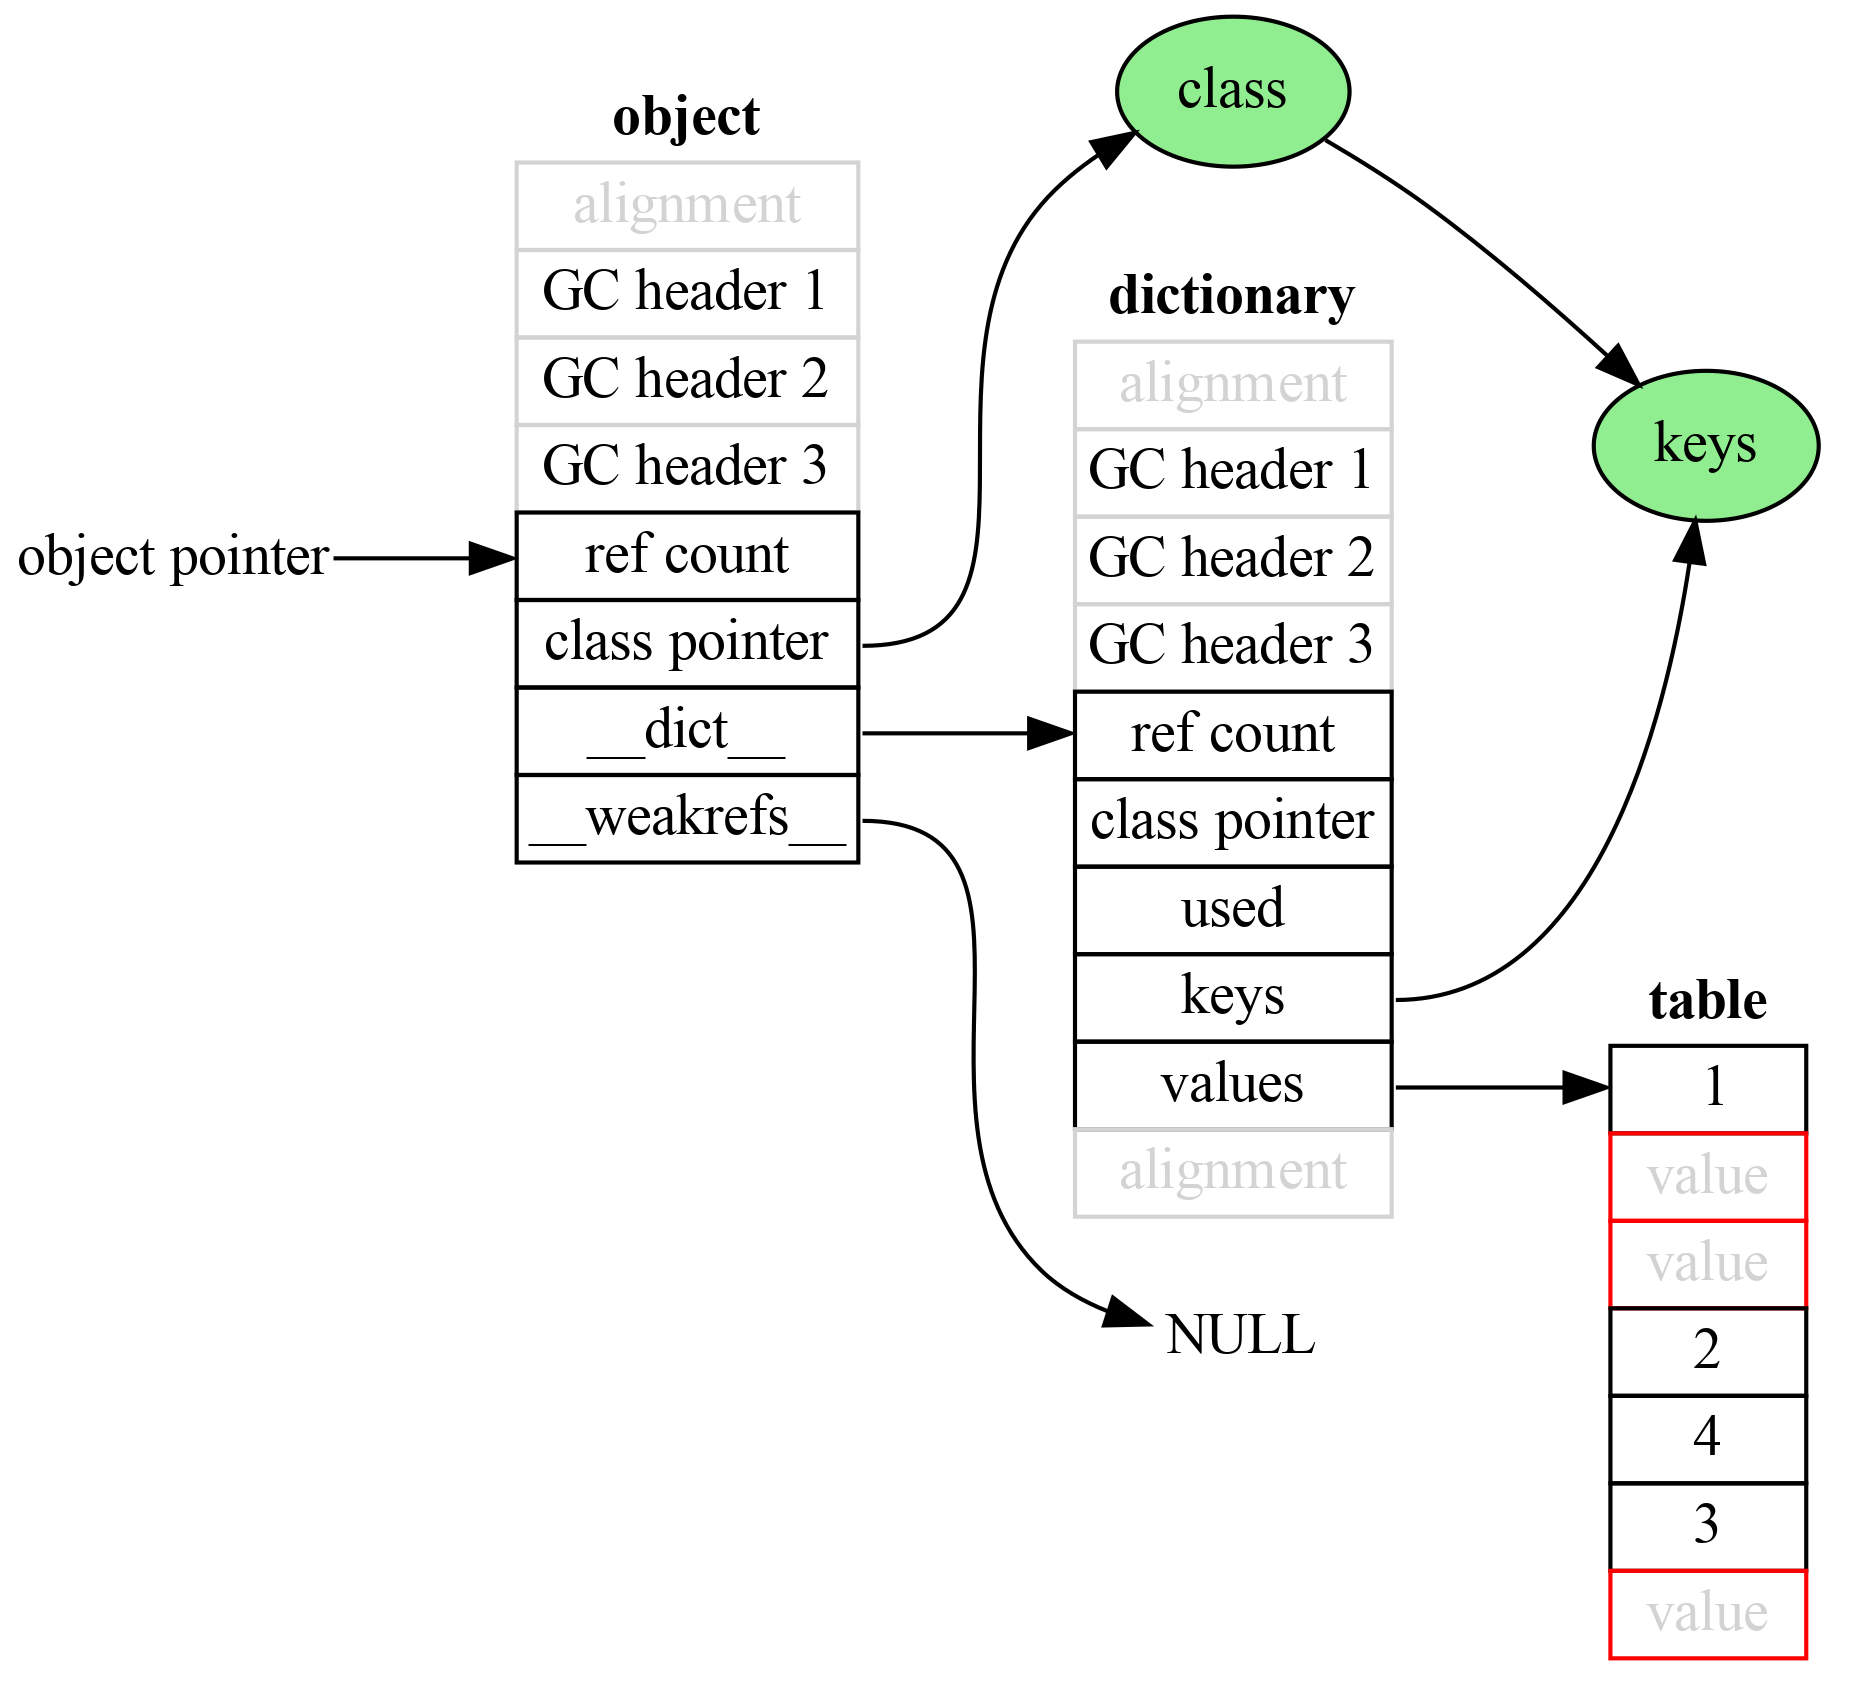 class
object
alignment
GC header 1
GC header 2
GC header 3
object pointer
ref count
class pointer
__dict__
__weakrefs__
dictionary
alignment
GC header 1
GC header 2
GC header 3
ref count
class pointer
used
keys
values
alignment
NULL
keys
table
1
value
value
2
4
3
value